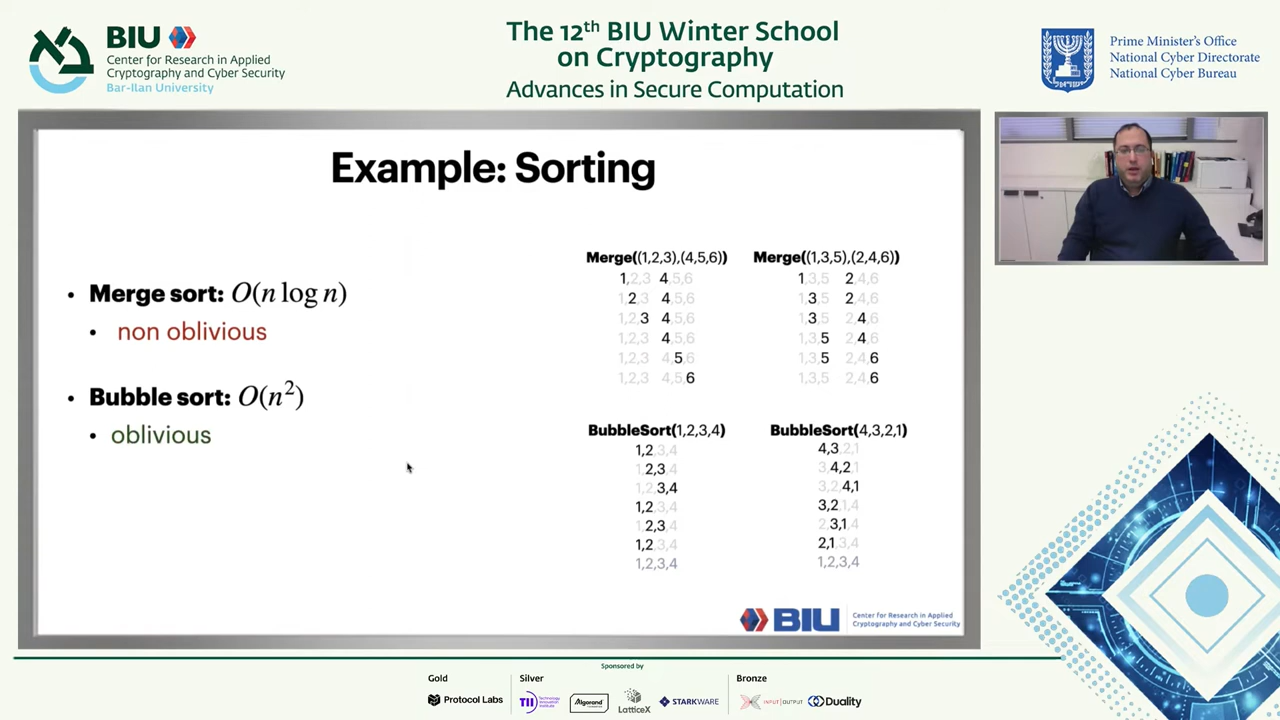 BIU
Center for Research in Applied
Cryptography and Cyber Security
Bar-Ilan University
The 12th BIU Winter School
on Cryptography
Advances in Secure Computation
Prime Minister's Office
National Cyber Directorate
National Cyber Bureau
Example: Sorting
• Merge sort: O(n log n)
• non oblivious
• Bubble sort: O(n²)
• oblivious
Merge((1,2,3),(4,5,6))
1,2,3 4,5,6
1,2,3 4,5,6
1,2,3 4,5,6
1,2,3 4,5,6
1,2,3 4,5,6
1,2,3 4,5,6
Merge((1,3,5),(2,4,6))
1,3,5 2,4,6
1,3,5 2,4,6
1,3,5 2,4,6
1,3,5 2,4,6
1,3,5 2,4,6
1,3,5 2,4,6
BubbleSort(1,2,3,4)
1,2,3,4
1,2,3,4
1,2,3,4
1,2,3,4
1,2,3,4
1,2,3,4
1,2,3,4
BubbleSort(4,3,2,1)
4,3,2,1
3,4,2,1
3,2,4,1
3,2,1,4
2,3,1,4
2,1,3,4
1,2,3,4
BIU
Center for Research in Applied
Cryptography and Cyber Security
Sponsored by
Gold
Protocol Labs
Silver
TII
Technology
Innovation
Institute
Algorand
LatticeX
STARKWARE
Bronze
INPUT | OUTPUT
Duality